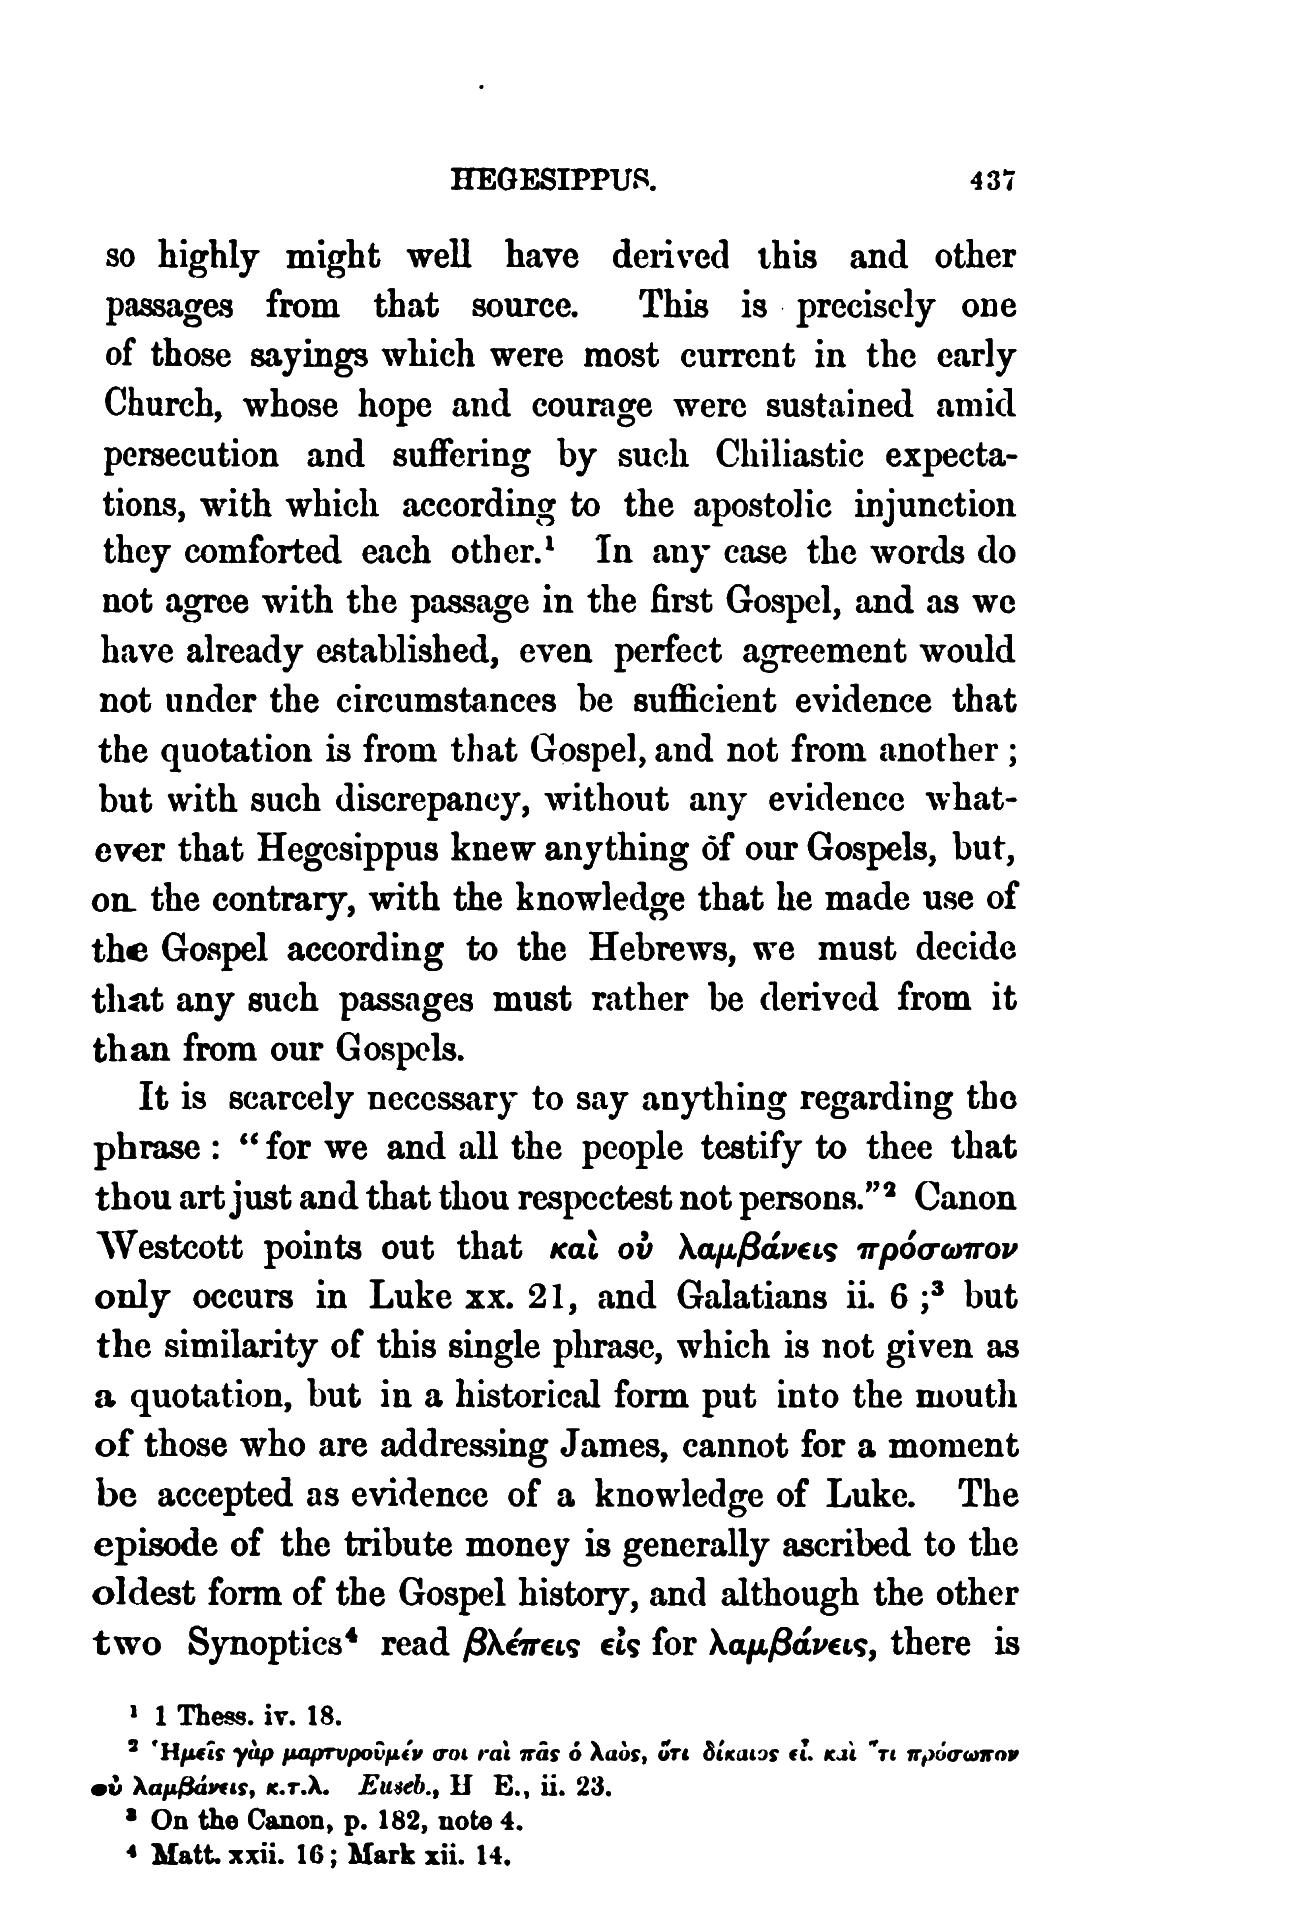 HEGESIPPUS. 437
so highly might well have derived this and other
passages from that source. This is precisely one
of those sayings which were most current in the early
Church, whose hope and courage were sustained amid
persecution and suffering by such Chiliastic expecta-
tions, with which according to the apostolic injunction
they comforted each other.¹ In any case the words do
not agree with the passage in the first Gospel, and as we
have already established, even perfect agreement would
not under the circumstances be sufficient evidence that
the quotation is from that Gospel, and not from another ;
but with such discrepancy, without any evidence what-
ever that Hegesippus knew anything of our Gospels, but,
on the contrary, with the knowledge that he made use of
the Gospel according to the Hebrews, we must decide
that any such passages must rather be derived from it
than from our Gospels.
It is scarcely necessary to say anything regarding the
phrase : “for we and all the people testify to thee that
thou art just and that thou respectest not persons.”² Canon
Westcott points out that καὶ οὐ λαμβάνεις πρόσωπον
only occurs in Luke xx. 21, and Galatians ii. 6 ;³ but
the similarity of this single phrase, which is not given as
a quotation, but in a historical form put into the mouth
of those who are addressing James, cannot for a moment
be accepted as evidence of a knowledge of Luke. The
episode of the tribute money is generally ascribed to the
oldest form of the Gospel history, and although the other
two Synoptics⁴ read βλέπεις εἰς for λαμβάνεις, there is
¹ 1 Thess. iv. 18.
² Ἡμεῖς γὰρ μαρτυροῦμέν σοι καὶ πᾶς ὁ λαὸς, ὅτι δίκαιος εἶ. καὶ ὅτι πρόσωπον
οὐ λαμβάνεις, κ.τ.λ. Euseb., H E., ii. 23.
³ On the Canon, p. 182, note 4.
⁴ Matt. xxii. 16 ; Mark xii. 14.